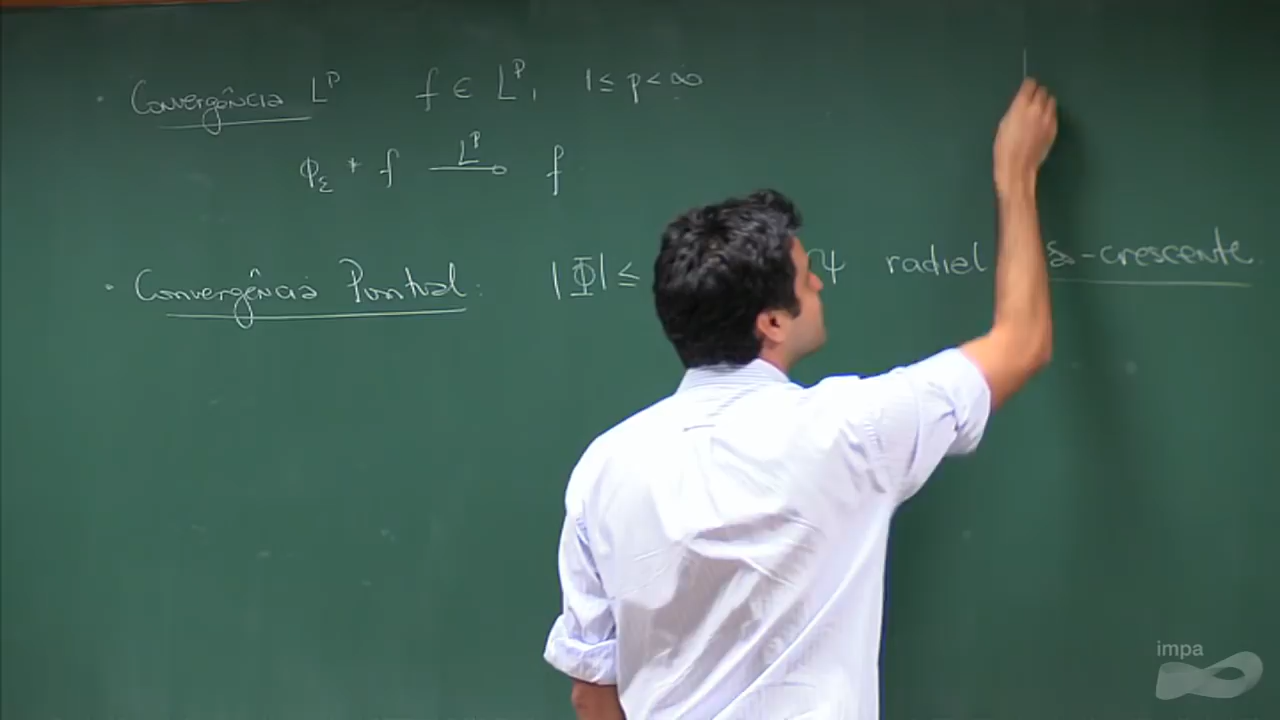 • Convergência L^p f ∈ L^p, 1 ≤ p < ∞
φ_ε * f —L^p→ f
• Convergência Pontual: |Φ| ≤ Ψ radial -crescente.
impa